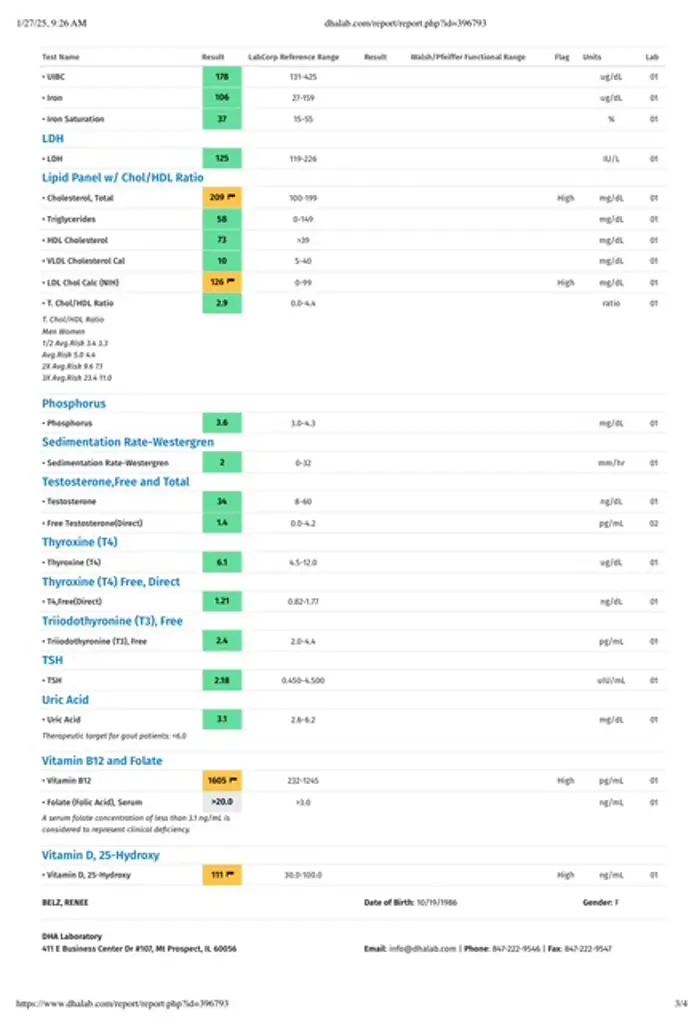 1/27/25, 9:26 AM dhalab.com/report/report.php?id=396793
Test Name Result LabCorp Reference Range Result Walsh/Pfeiffer Functional Range Flag Units Lab
• UIBC 178 131-425 ug/dL 01
• Iron 106 27-159 ug/dL 01
• Iron Saturation 37 15-55 % 01
LDH
• LDH 125 119-226 IU/L 01
Lipid Panel w/ Chol/HDL Ratio
• Cholesterol, Total 209 100-199 High mg/dL 01
• Triglycerides 58 0-149 mg/dL 01
• HDL Cholesterol 73 >39 mg/dL 01
• VLDL Cholesterol Cal 10 5-40 mg/dL 01
• LDL Chol Calc (NIH) 126 0-99 High mg/dL 01
• T. Chol/HDL Ratio 2.9 0.0-4.4 ratio 01
T. Chol/HDL Ratio
Men Women
1/2 Avg.Risk 3.4 3.3
Avg.Risk 5.0 4.4
2X Avg.Risk 9.6 7.1
3X Avg.Risk 23.4 11.0
Phosphorus
• Phosphorus 3.6 3.0-4.3 mg/dL 01
Sedimentation Rate-Westergren
• Sedimentation Rate-Westergren 2 0-32 mm/hr 01
Testosterone,Free and Total
• Testosterone 34 8-60 ng/dL 01
• Free Testosterone(Direct) 1.4 0.0-4.2 pg/mL 02
Thyroxine (T4)
• Thyroxine (T4) 6.1 4.5-12.0 ug/dL 01
Thyroxine (T4) Free, Direct
• T4,Free(Direct) 1.21 0.82-1.77 ng/dL 01
Triiodothyronine (T3), Free
• Triiodothyronine (T3), Free 2.4 2.0-4.4 pg/mL 01
TSH
• TSH 2.18 0.450-4.500 uIU/mL 01
Uric Acid
• Uric Acid 3.1 2.6-6.2 mg/dL 01
Therapeutic target for gout patients: <6.0
Vitamin B12 and Folate
• Vitamin B12 1605 232-1245 High pg/mL 01
• Folate (Folic Acid), Serum >20.0 >3.0 ng/mL 01
A serum folate concentration of less than 3.1 ng/mL is
considered to represent clinical deficiency.
Vitamin D, 25-Hydroxy
• Vitamin D, 25-Hydroxy 111 30.0-100.0 High ng/mL 01
BELZ, RENEE Date of Birth: 10/19/1986 Gender: F
DHA Laboratory
411 E Business Center Dr #107, Mt Prospect, IL 60056 Email: info@dhalab.com | Phone: 847-222-9546 | Fax: 847-222-9547
https://www.dhalab.com/report/report.php?id=396793 3/4